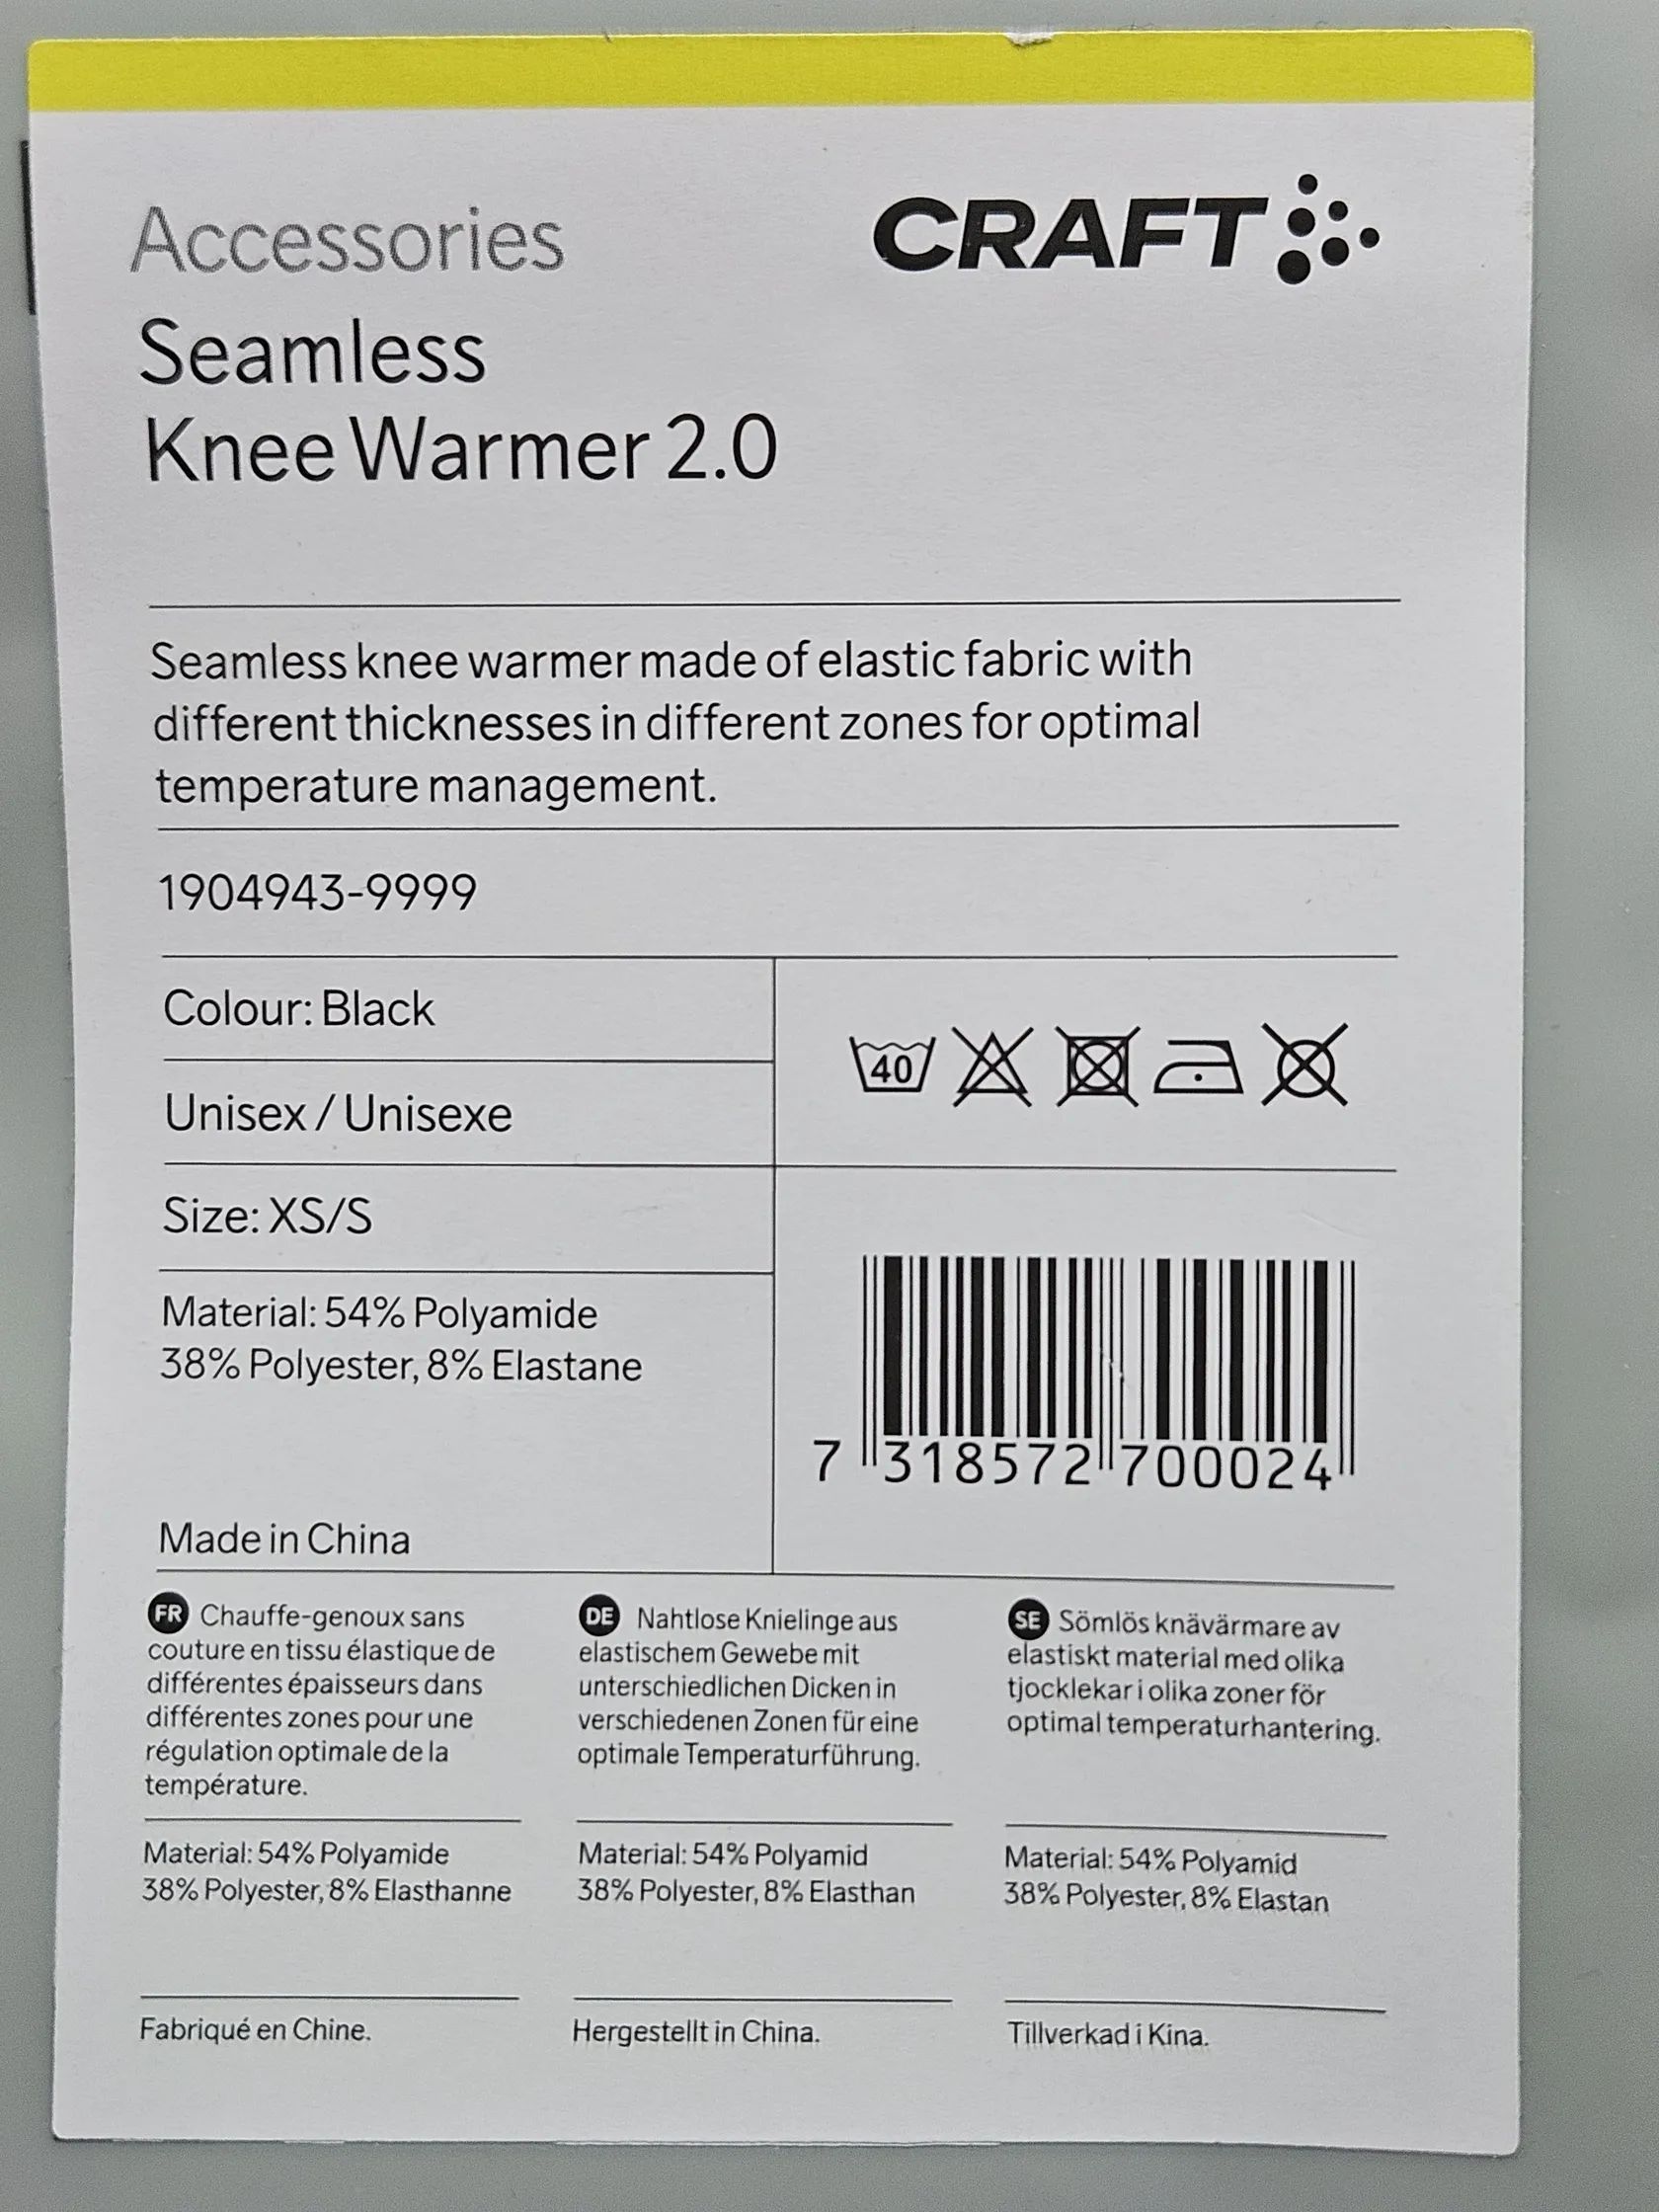 Accessories
CRAFT
Seamless
Knee Warmer 2.0
Seamless knee warmer made of elastic fabric with
different thicknesses in different zones for optimal
temperature management.
1904943-9999
Colour: Black
40
Unisex / Unisexe
Size: XS/S
Material: 54% Polyamide
38% Polyester, 8% Elastane
7 318572 700024
Made in China
FR Chauffe-genoux sans
couture en tissu élastique de
différentes épaisseurs dans
différentes zones pour une
régulation optimale de la
température.
Material: 54% Polyamide
38% Polyester, 8% Elasthanne
Fabriqué en Chine.
DE Nahtlose Knielinge aus
elastischem Gewebe mit
unterschiedlichen Dicken in
verschiedenen Zonen für eine
optimale Temperaturführung.
Material: 54% Polyamid
38% Polyester, 8% Elasthan
Hergestellt in China.
SE Sömlös knävärmare av
elastiskt material med olika
tjocklekar i olika zoner för
optimal temperaturhantering.
Material: 54% Polyamid
38% Polyester, 8% Elastan
Tillverkad i Kina.